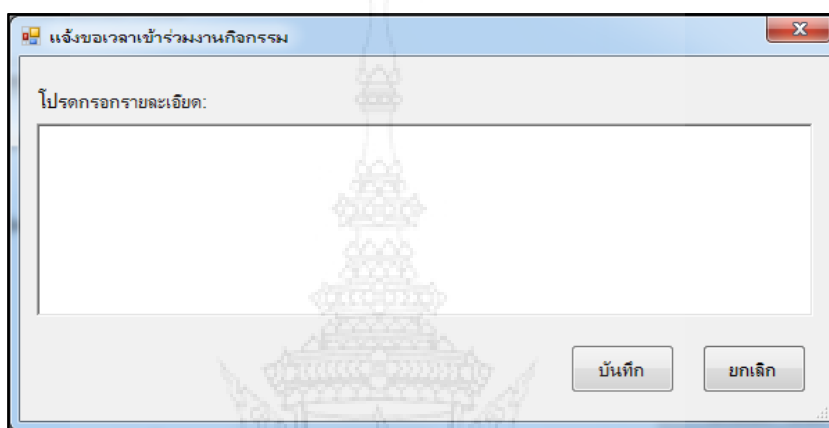 แจ้งขอเวลาเข้าร่วมงานกิจกรรม
โปรดกรอกรายละเอียด:
บันทึก
ยกเลิก